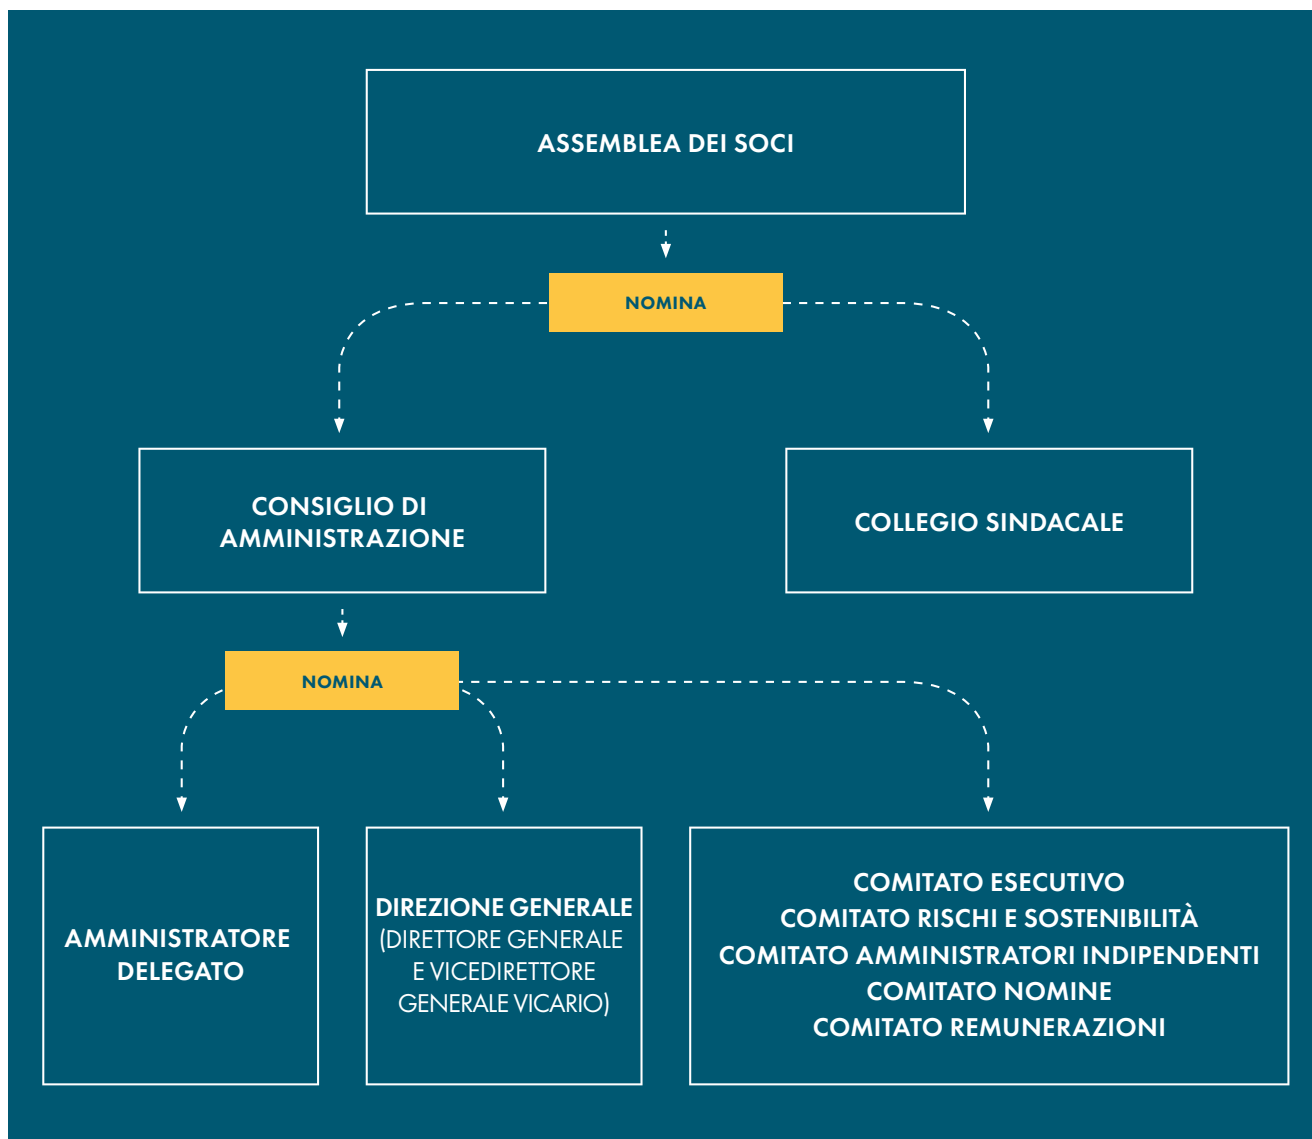 ASSEMBLEA DEI SOCI
NOMINA
CONSIGLIO DI
AMMINISTRAZIONE
COLLEGIO SINDACALE
NOMINA
AMMINISTRATORE
DELEGATO
DIREZIONE GENERALE
(DIRETTORE GENERALE
E VICEDIRETTORE
GENERALE VICARIO)
COMITATO ESECUTIVO
COMITATO RISCHI E SOSTENIBILITÀ
COMITATO AMMINISTRATORI INDIPENDENTI
COMITATO NOMINE
COMITATO REMUNERAZIONI